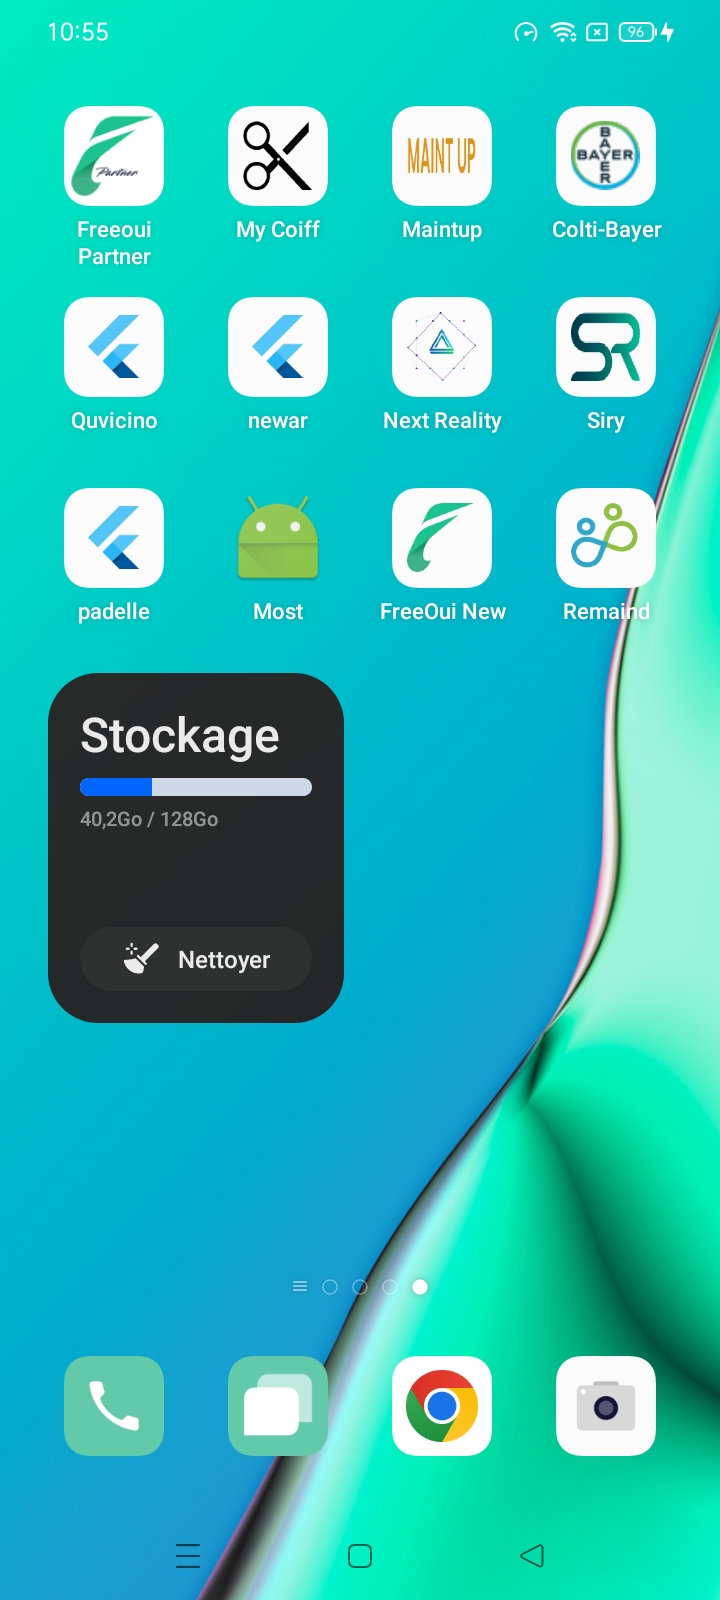 10:55
96
Partner
MAINT UP
BAYER
BAYER
Freeoui
Partner
My Coiff
Maintup
Colti-Bayer
SR
Quvicino
newar
Next Reality
Siry
padelle
Most
FreeOui New
Remaind
Stockage
40,2Go / 128Go
Nettoyer